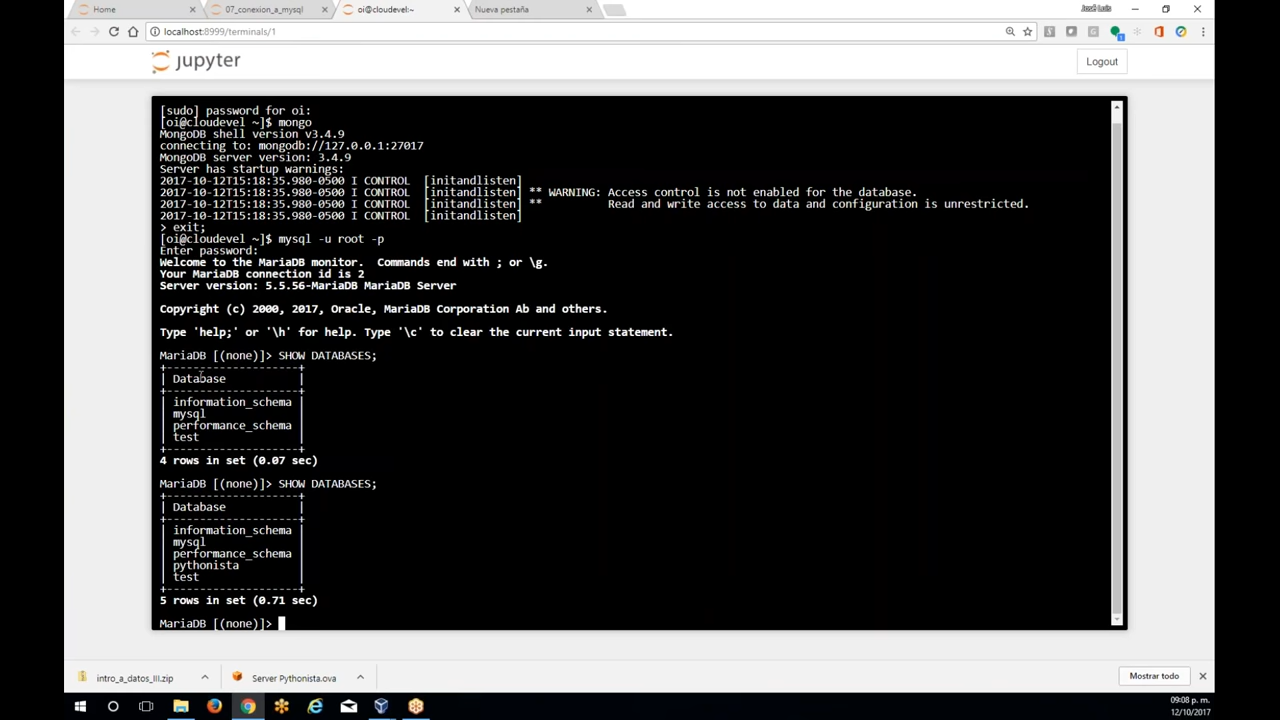 Home
07_conexion_a_mysql
oi@cloudevel:~
Nueva pestaña
José Luis
localhost:8999/terminals/1
jupyter
Logout
[sudo] password for oi:
[oi@cloudevel ~]$ mongo
MongoDB shell version v3.4.9
connecting to: mongodb://127.0.0.1:27017
MongoDB server version: 3.4.9
Server has startup warnings:
2017-10-12T15:18:35.980-0500 I CONTROL  [initandlisten]
2017-10-12T15:18:35.980-0500 I CONTROL  [initandlisten] ** WARNING: Access control is not enabled for the database.
2017-10-12T15:18:35.980-0500 I CONTROL  [initandlisten] **          Read and write access to data and configuration is unrestricted.
2017-10-12T15:18:35.980-0500 I CONTROL  [initandlisten]
> exit;
[oi@cloudevel ~]$ mysql -u root -p
Enter password:
Welcome to the MariaDB monitor.  Commands end with ; or \g.
Your MariaDB connection id is 2
Server version: 5.5.56-MariaDB MariaDB Server
Copyright (c) 2000, 2017, Oracle, MariaDB Corporation Ab and others.
Type 'help;' or '\h' for help. Type '\c' to clear the current input statement.
MariaDB [(none)]> SHOW DATABASES;
+--------------------+
| Database           |
+--------------------+
| information_schema |
| mysql              |
| performance_schema |
| test               |
+--------------------+
4 rows in set (0.07 sec)
MariaDB [(none)]> SHOW DATABASES;
+--------------------+
| Database           |
+--------------------+
| information_schema |
| mysql              |
| performance_schema |
| pythonista         |
| test               |
+--------------------+
5 rows in set (0.71 sec)
MariaDB [(none)]>
intro_a_datos_III.zip
Server Pythonista.ova
Mostrar todo
09:08 p. m.
12/10/2017